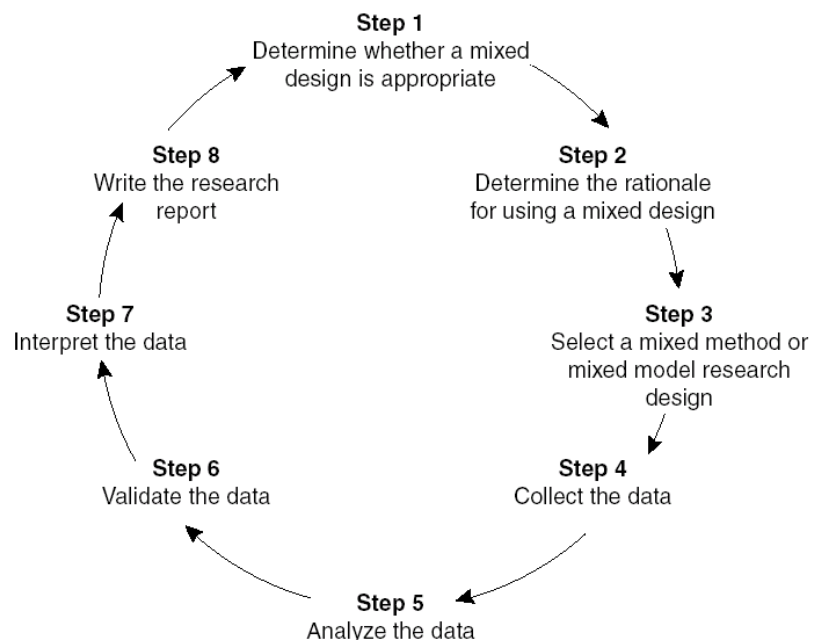 Step 1
Determine whether a mixed
design is appropriate
Step 2
Determine the rationale
for using a mixed design
Step 3
Select a mixed method or
mixed model research
design
Step 4
Collect the data
Step 5
Analyze the data
Step 6
Validate the data
Step 7
Interpret the data
Step 8
Write the research
report